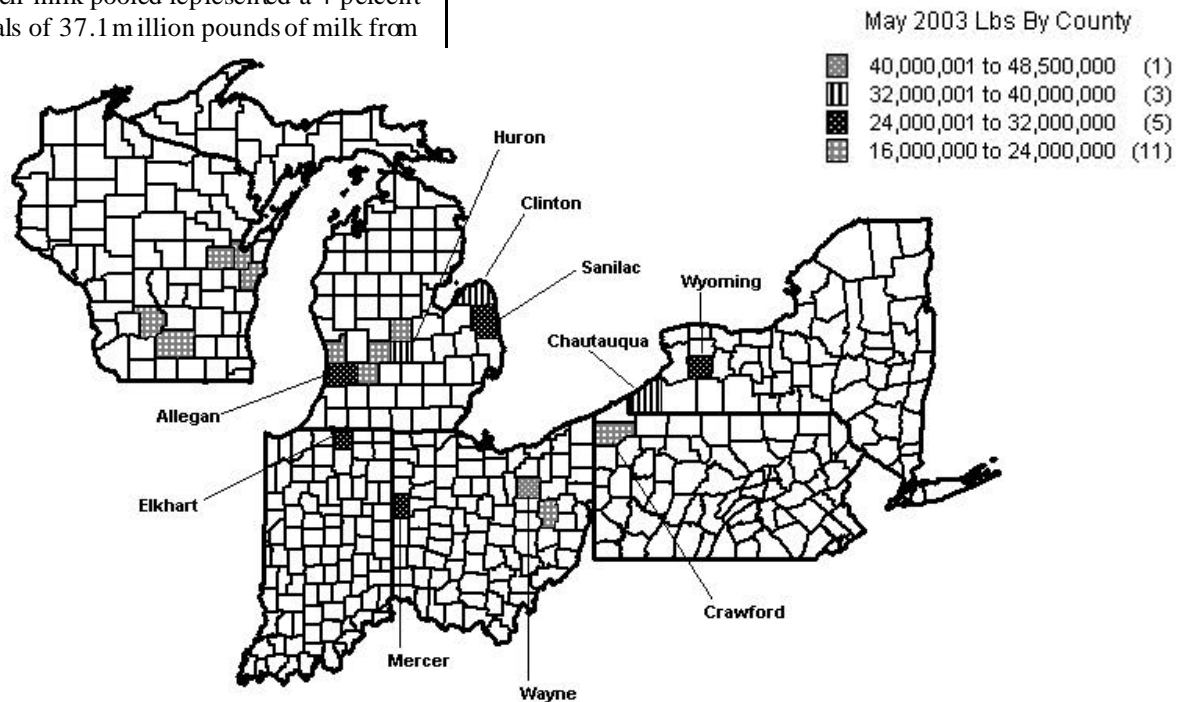 als of 37.1 million pounds of milk from
May 2003 Lbs By County
40,000,001 to 48,500,000 (1)
32,000,001 to 40,000,000 (3)
24,000,001 to 32,000,000 (5)
16,000,000 to 24,000,000 (11)
Huron
Clinton
Sanilac
Wyoming
Chautauqua
Allegan
Elkhart
Crawford
Mercer
Wayne